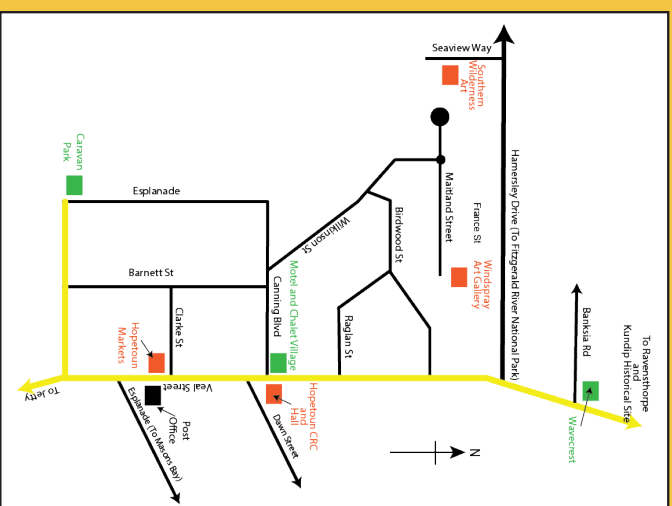 Seaview Way
Southern
Wilderness
Art
Hamersley Drive (To Fitzgerald River National Park)
Caravan
Park
Esplanade
Maitland Street
France St
Birdwood St
Wilkinson St
Windspray
Art Gallery
Barnett St
Motel and Chalet Village
Canning Blvd
Clarke St
Raglan St
Banksia Rd
To Ravensthorpe
and
Kundip Historical Site
Hopetoun
Markets
Veal Street
To Jetty
Post
Office
Esplanade (To Masons Bay)
Hopetoun CRC
and
Hall
Dawn Street
Wavecrest
N